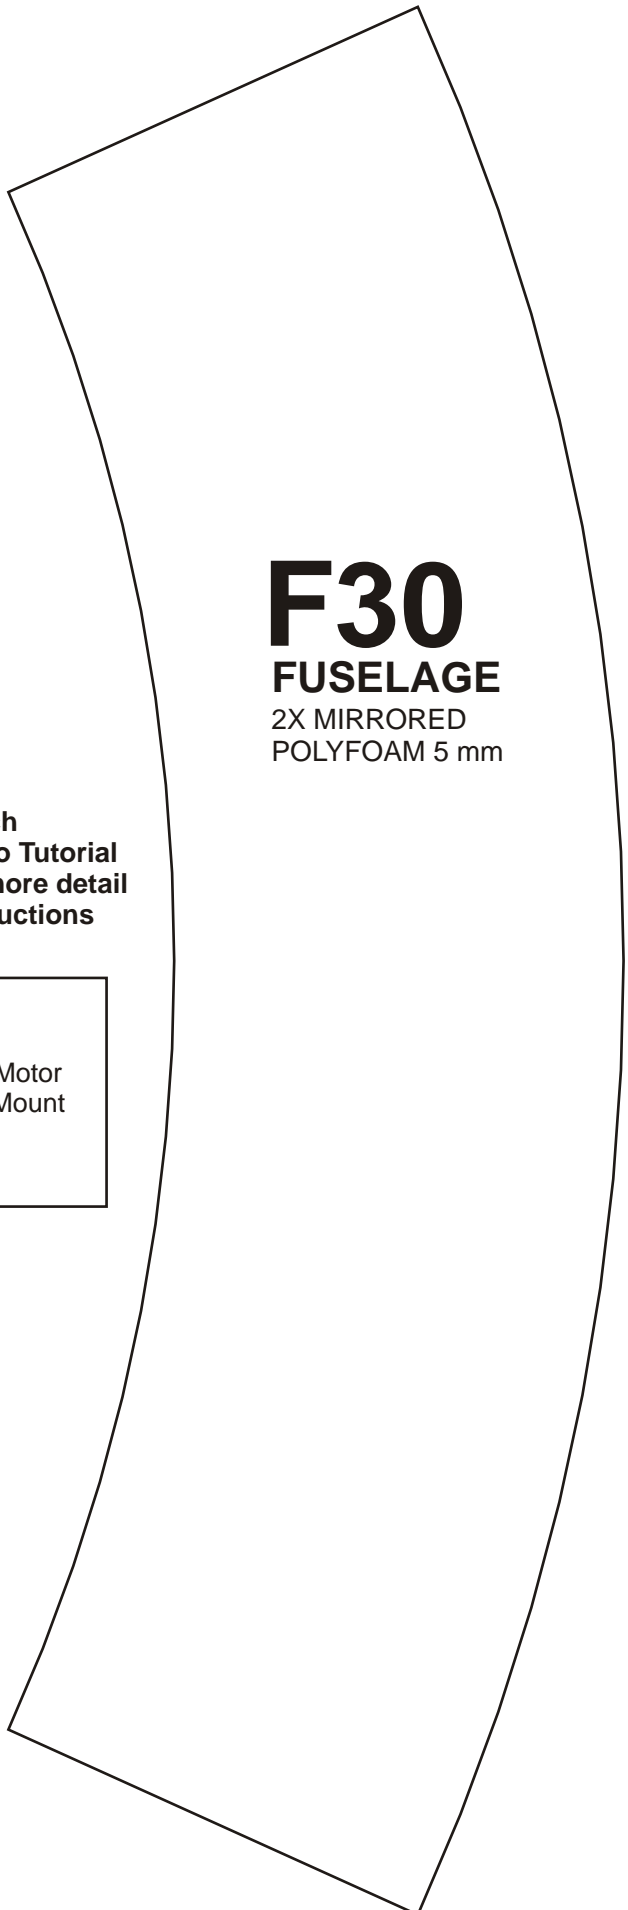 F30
FUSELAGE
2X MIRRORED
POLYFOAM 5 mm
Tutorial
detail
Motor
Mount